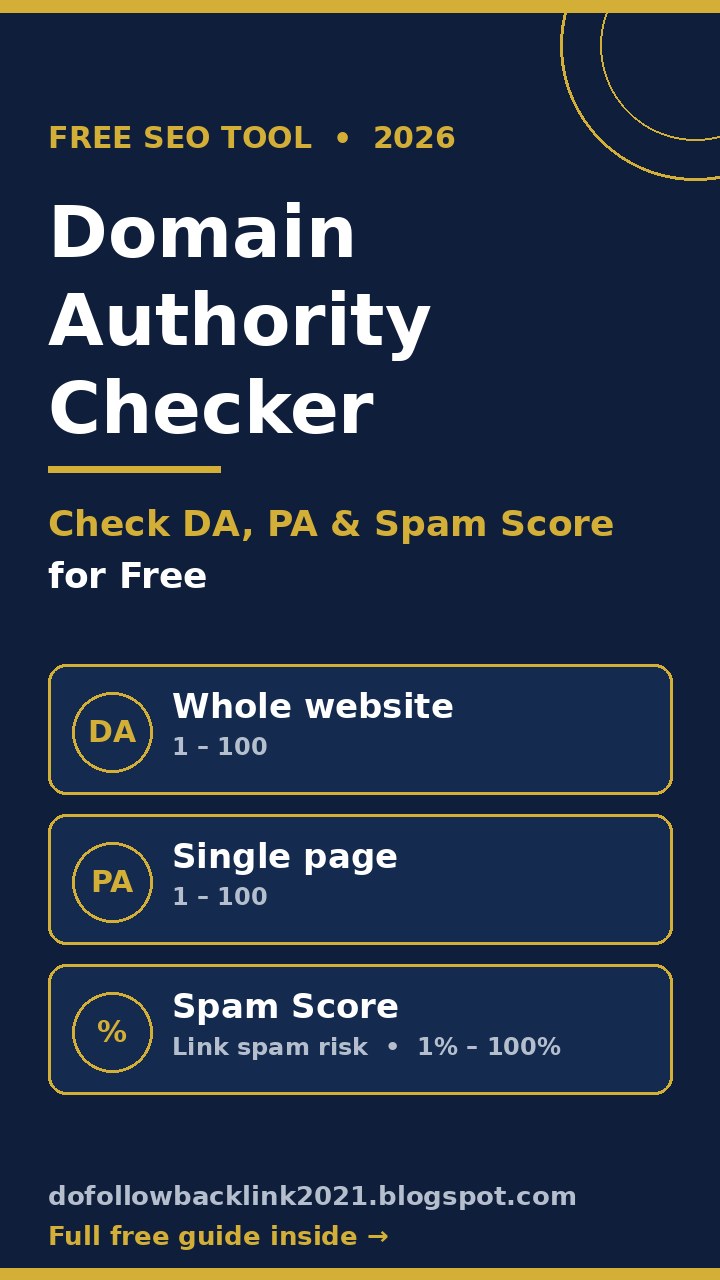 FREE SEO TOOL • 2026
Domain
Authority
Checker
Check DA, PA & Spam Score
for Free
DA
Whole website
1 – 100
PA
Single page
1 – 100
%
Spam Score
Link spam risk • 1% – 100%
dofollowbacklink2021.blogspot.com
Full free guide inside →